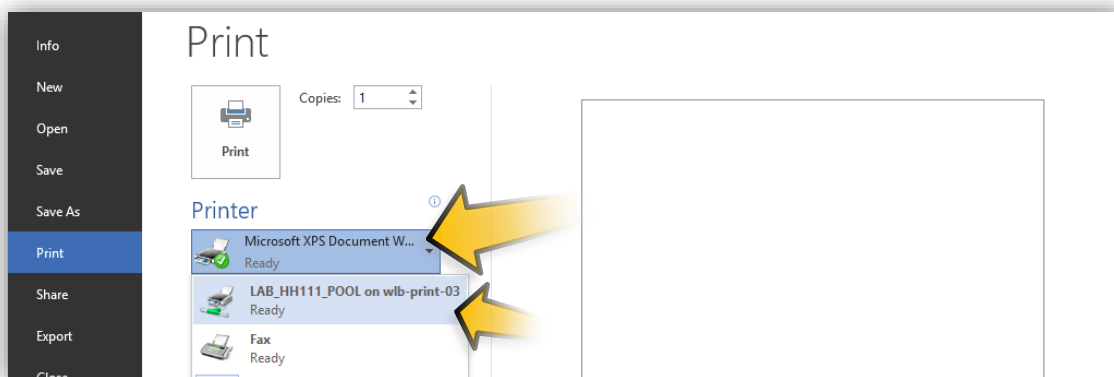 Info
New
Open
Save
Save As
Print
Share
Export
Close
Print
Print
Copies: 1
Printer
Microsoft XPS Document W...
Ready
LAB_HH111_POOL on wlb-print-03
Ready
Fax
Ready